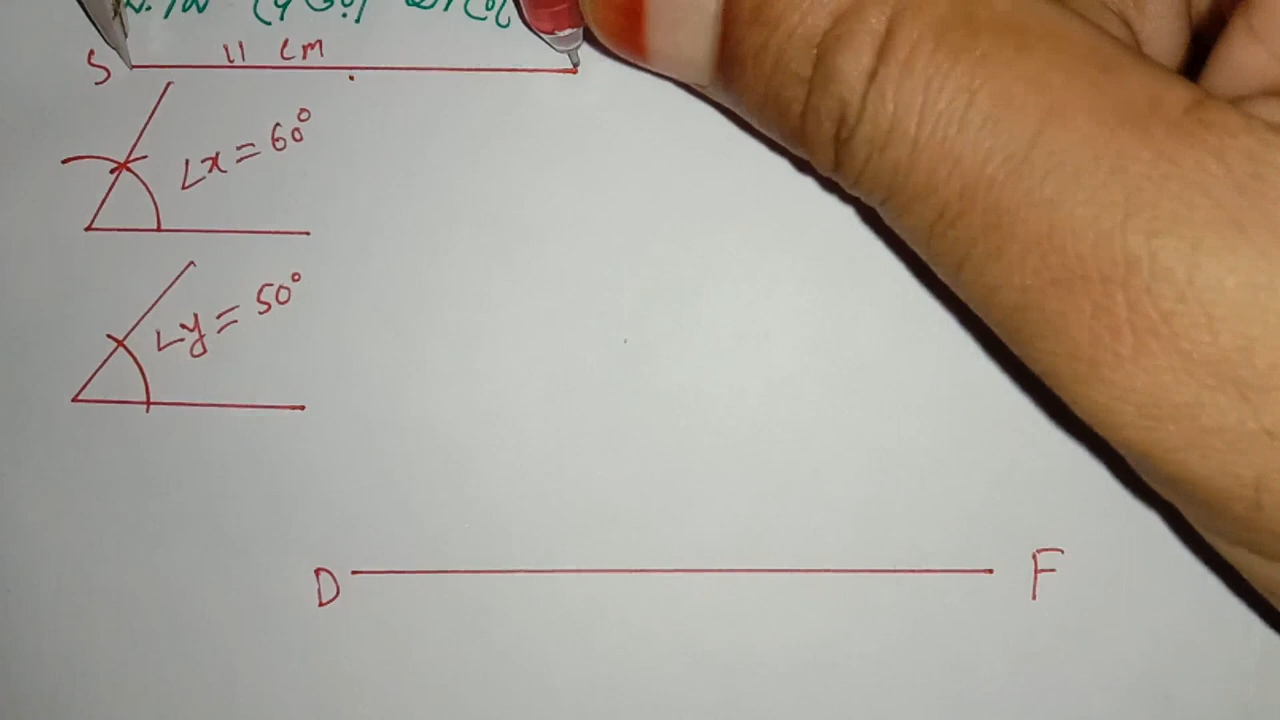 S 11 cm
∠x = 60°
∠y = 50°
D F